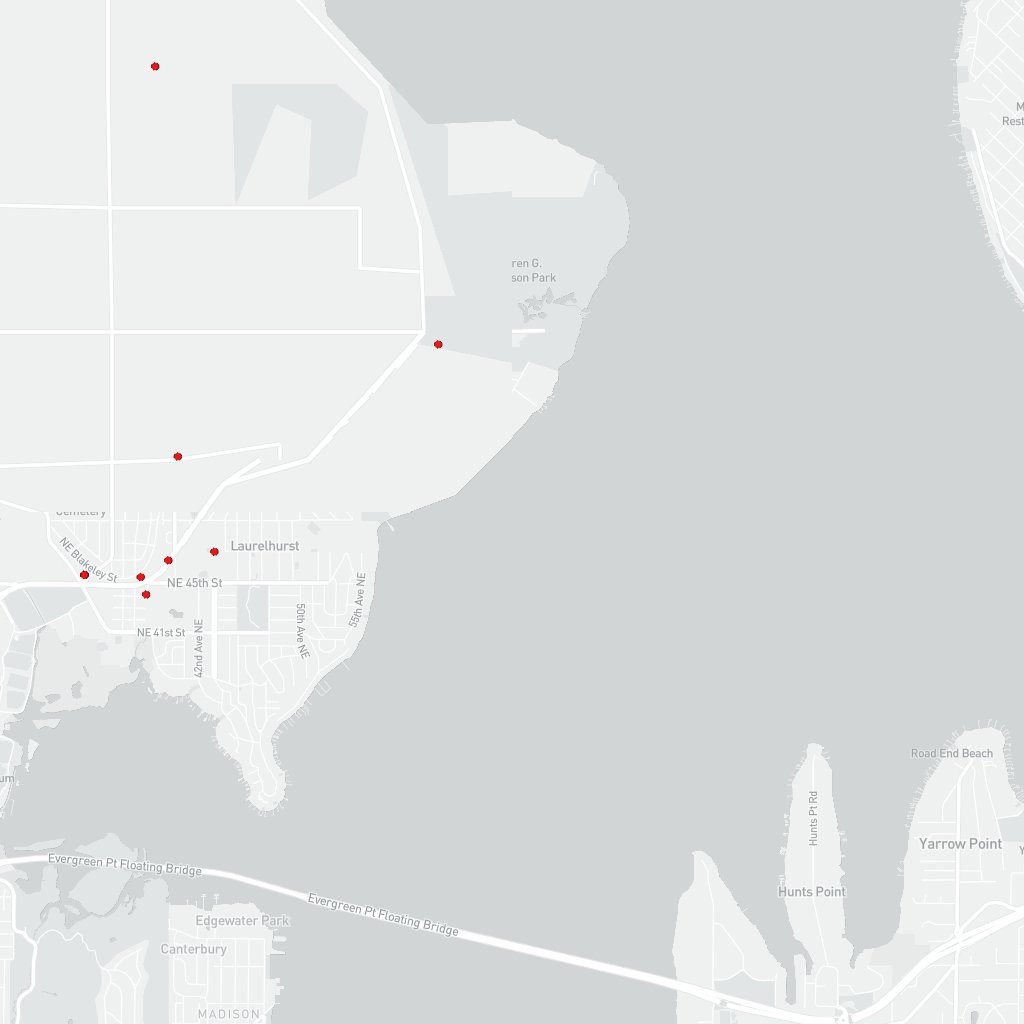 M
Rest
ren G.
son Park
Cemetery
NE Blakeley St
Laurelhurst
NE 45th St
55th Ave NE
50th Ave NE
NE 41st St
42nd Ave NE
Road End Beach
um
Hunts Pt Rd
Yarrow Point
Y
Evergreen Pt Floating Bridge
Hunts Point
Evergreen Pt Floating Bridge
Edgewater Park
Canterbury
MADISON